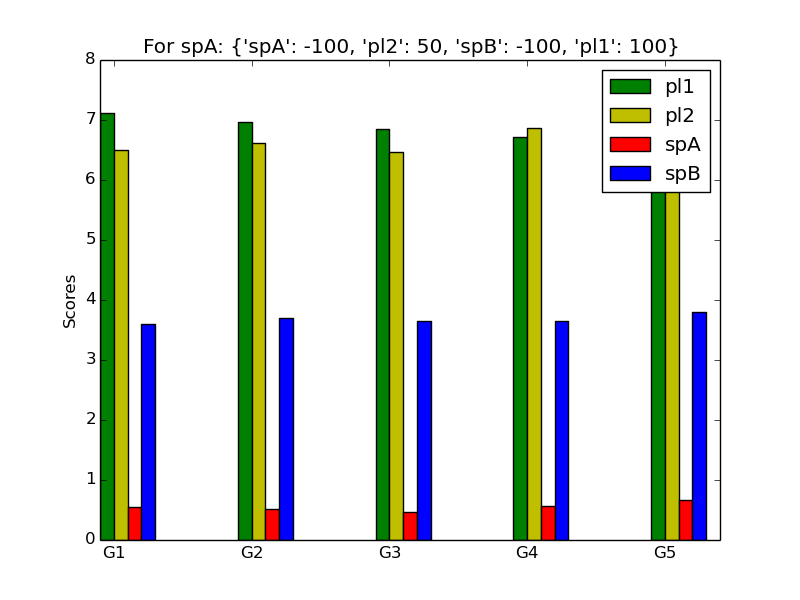 For spA: {'spA': -100, 'pl2': 50, 'spB': -100, 'pl1': 100}
8
7
6
5
4
3
2
1
0
Scores
pl1
pl2
spA
spB
G1 G2 G3 G4 G5